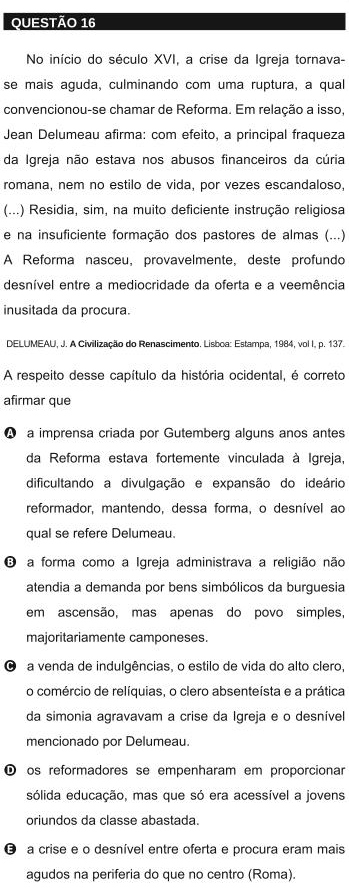 QUESTÃO 16
No início do século XVI, a crise da Igreja tornava-
se mais aguda, culminando com uma ruptura, a qual
convencionou-se chamar de Reforma. Em relação a isso,
Jean Delumeau afirma: com efeito, a principal fraqueza
da Igreja não estava nos abusos financeiros da cúria
romana, nem no estilo de vida, por vezes escandaloso,
(...) Residia, sim, na muito deficiente instrução religiosa
e na insuficiente formação dos pastores de almas (...)
A Reforma nasceu, provavelmente, deste profundo
desnível entre a mediocridade da oferta e a veemência
inusitada da procura.
DELUMEAU, J. A Civilização do Renascimento. Lisboa: Estampa, 1984, vol I, p. 137.
A respeito desse capítulo da história ocidental, é correto
afirmar que
A a imprensa criada por Gutemberg alguns anos antes
da Reforma estava fortemente vinculada à Igreja,
dificultando a divulgação e expansão do ideário
reformador, mantendo, dessa forma, o desnível ao
qual se refere Delumeau.
B a forma como a Igreja administrava a religião não
atendia a demanda por bens simbólicos da burguesia
em ascensão, mas apenas do povo simples,
majoritariamente camponeses.
C a venda de indulgências, o estilo de vida do alto clero,
o comércio de relíquias, o clero absenteísta e a prática
da simonia agravavam a crise da Igreja e o desnível
mencionado por Delumeau.
D os reformadores se empenharam em proporcionar
sólida educação, mas que só era acessível a jovens
oriundos da classe abastada.
E a crise e o desnível entre oferta e procura eram mais
agudos na periferia do que no centro (Roma).